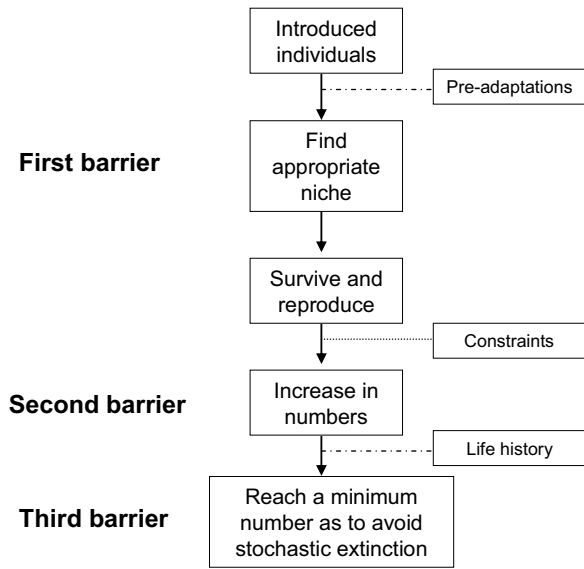 Introduced
individuals
Pre-adaptations
First barrier
Find
appropriate
niche
Survive and
reproduce
Constraints
Second barrier
Increase in
numbers
Life history
Third barrier
Reach a minimum
number as to avoid
stochastic extinction